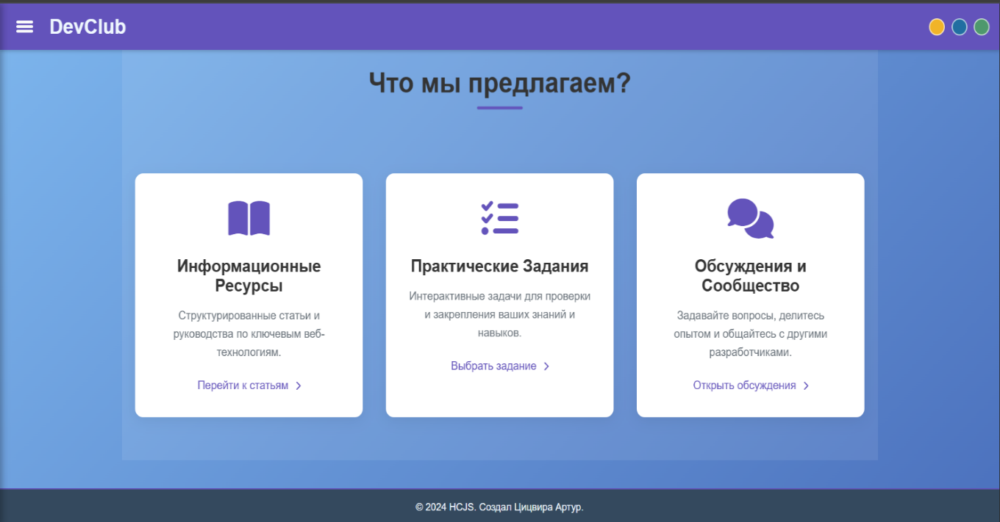 DevClub
Что мы предлагаем?
Информационные
Ресурсы
Структурированные статьи и
руководства по ключевым веб-
технологиям.
Перейти к статьям
Практические Задания
Интерактивные задачи для проверки
и закрепления ваших знаний и
навыков.
Выбрать задание
Обсуждения и
Сообщество
Задавайте вопросы, делитесь
опытом и общайтесь с другими
разработчиками.
Открыть обсуждения
© 2024 HCJS. Создал Цицвира Артур.